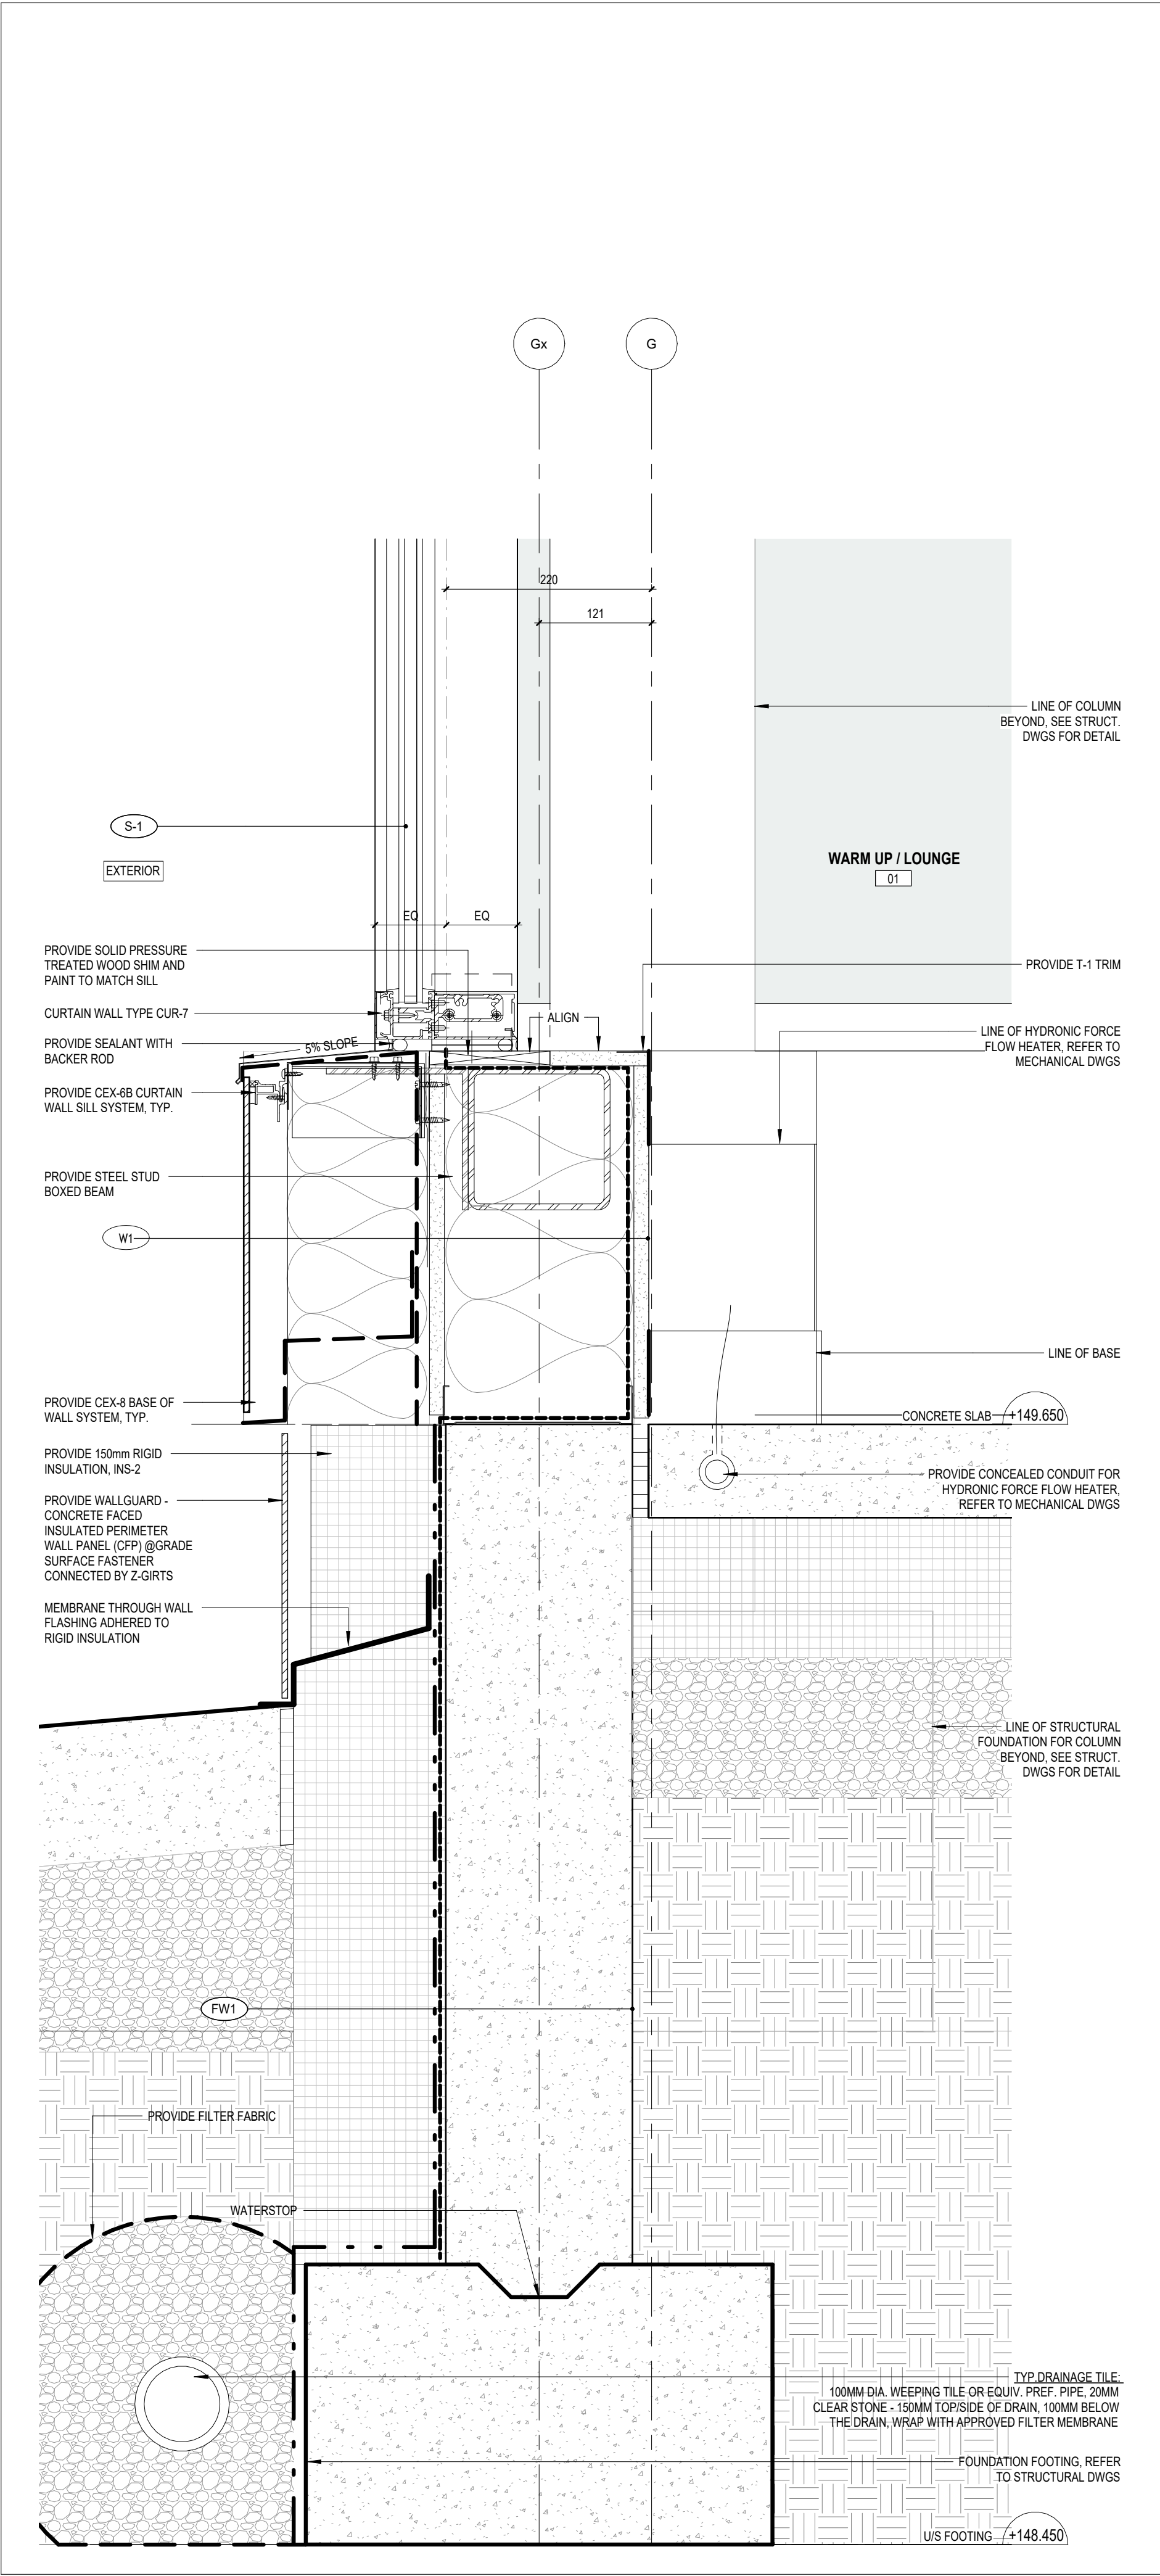 Gx
G
220
121
LINE OF COLUMN
BEYOND, SEE STRUCT.
DWGS FOR DETAIL
S-1
EXTERIOR
WARM UP / LOUNGE
01
EQ
EQ
PROVIDE SOLID PRESSURE
TREATED WOOD SHIM AND
PAINT TO MATCH SILL
PROVIDE T-1 TRIM
CURTAIN WALL TYPE CUR-7
ALIGN
LINE OF HYDRONIC FORCE
FLOW HEATER, REFER TO
MECHANICAL DWGS
PROVIDE SEALANT WITH
BACKER ROD
5% SLOPE
PROVIDE CEX-6B CURTAIN
WALL SILL SYSTEM, TYP.
PROVIDE STEEL STUD
BOXED BEAM
W1
LINE OF BASE
PROVIDE CEX-8 BASE OF
WALL SYSTEM, TYP.
CONCRETE SLAB
+149.650
PROVIDE 150mm RIGID
INSULATION, INS-2
PROVIDE CONCEALED CONDUIT FOR
HYDRONIC FORCE FLOW HEATER,
REFER TO MECHANICAL DWGS
PROVIDE WALLGUARD -
CONCRETE FACED
INSULATED PERIMETER
WALL PANEL (CFP) @GRADE
SURFACE FASTENER
CONNECTED BY Z-GIRTS
MEMBRANE THROUGH WALL
FLASHING ADHERED TO
RIGID INSULATION
LINE OF STRUCTURAL
FOUNDATION FOR COLUMN
BEYOND, SEE STRUCT.
DWGS FOR DETAIL
FW1
PROVIDE FILTER FABRIC
WATERSTOP
TYP.DRAINAGE TILE:
100MM DIA. WEEPING TILE OR EQUIV. PREF. PIPE, 20MM
CLEAR STONE - 150MM TOP/SIDE OF DRAIN, 100MM BELOW
THE DRAIN, WRAP WITH APPROVED FILTER MEMBRANE
FOUNDATION FOOTING, REFER
TO STRUCTURAL DWGS
U/S FOOTING
+148.450